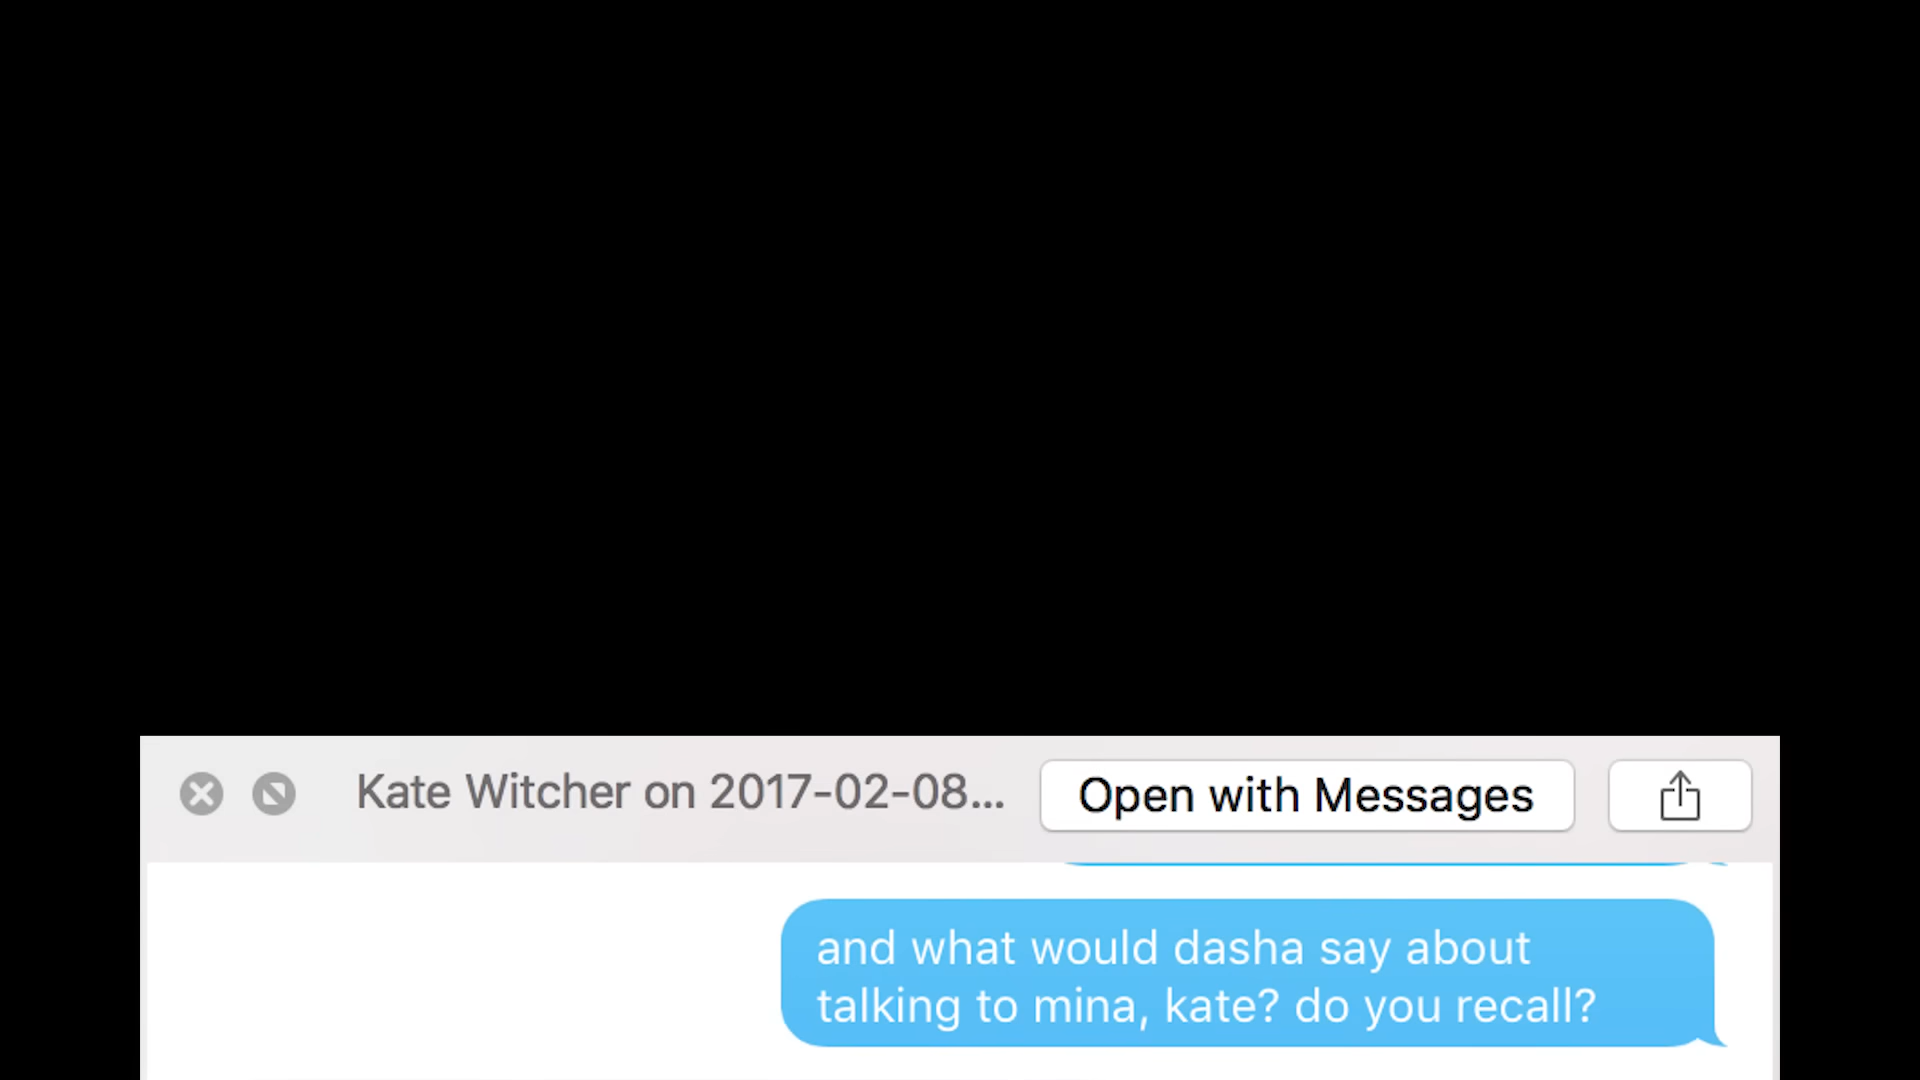 Kate Witcher on 2017-02-08...
Open with Messages
and what would dasha say about
talking to mina, kate? do you recall?